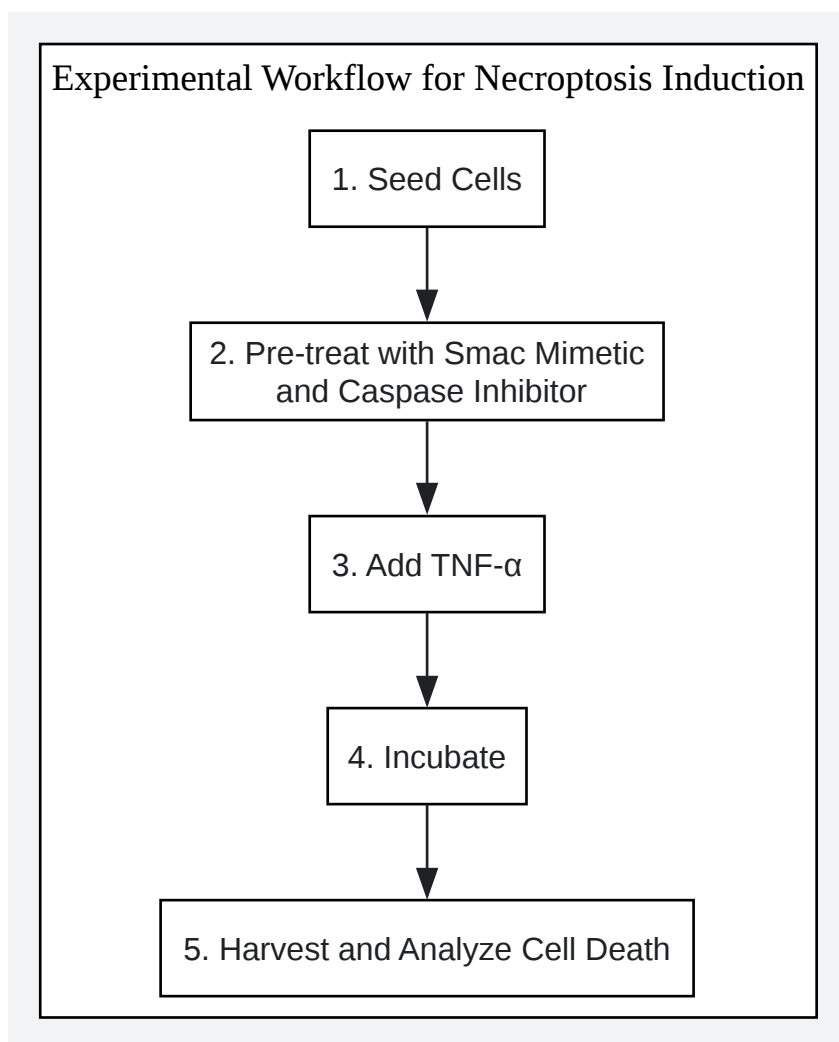 Experimental Workflow for Necroptosis Induction
1. Seed Cells
2. Pre-treat with Smac Mimetic
and Caspase Inhibitor
3. Add TNF-α
4. Incubate
5. Harvest and Analyze Cell Death